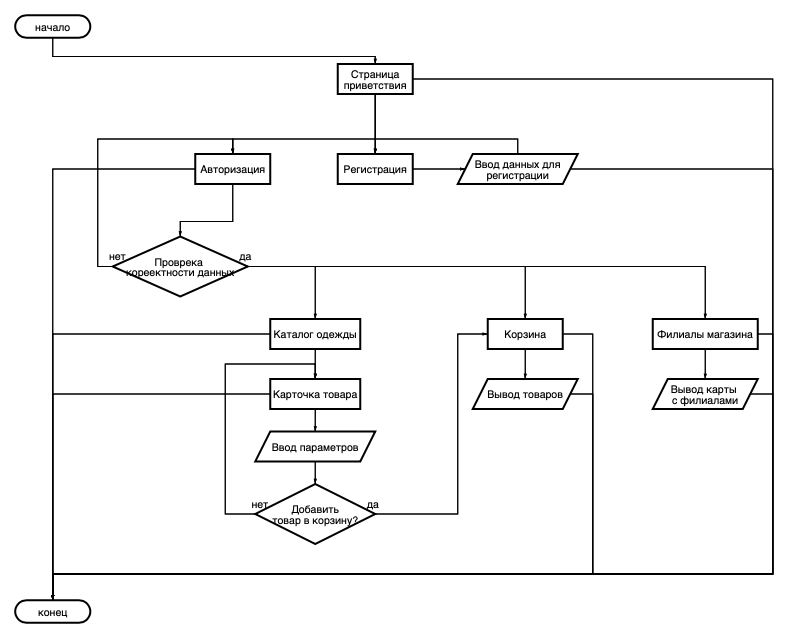 начало
Страница
приветствия
Авторизация
Регистрация
Ввод данных для
регистрации
нет
Проврека
кореектности данных
да
Каталог одежды
Корзина
Филиалы магазина
Карточка товара
Вывод товаров
Вывод карты
с филиалами
Ввод параметров
нет
Добавить
товар в корзину?
да
конец